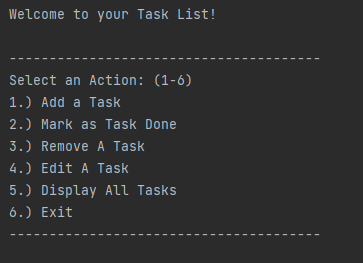 Welcome to your Task List!
---------------------------------------
Select an Action: (1-6)
1.) Add a Task
2.) Mark as Task Done
3.) Remove A Task
4.) Edit A Task
5.) Display All Tasks
6.) Exit
---------------------------------------